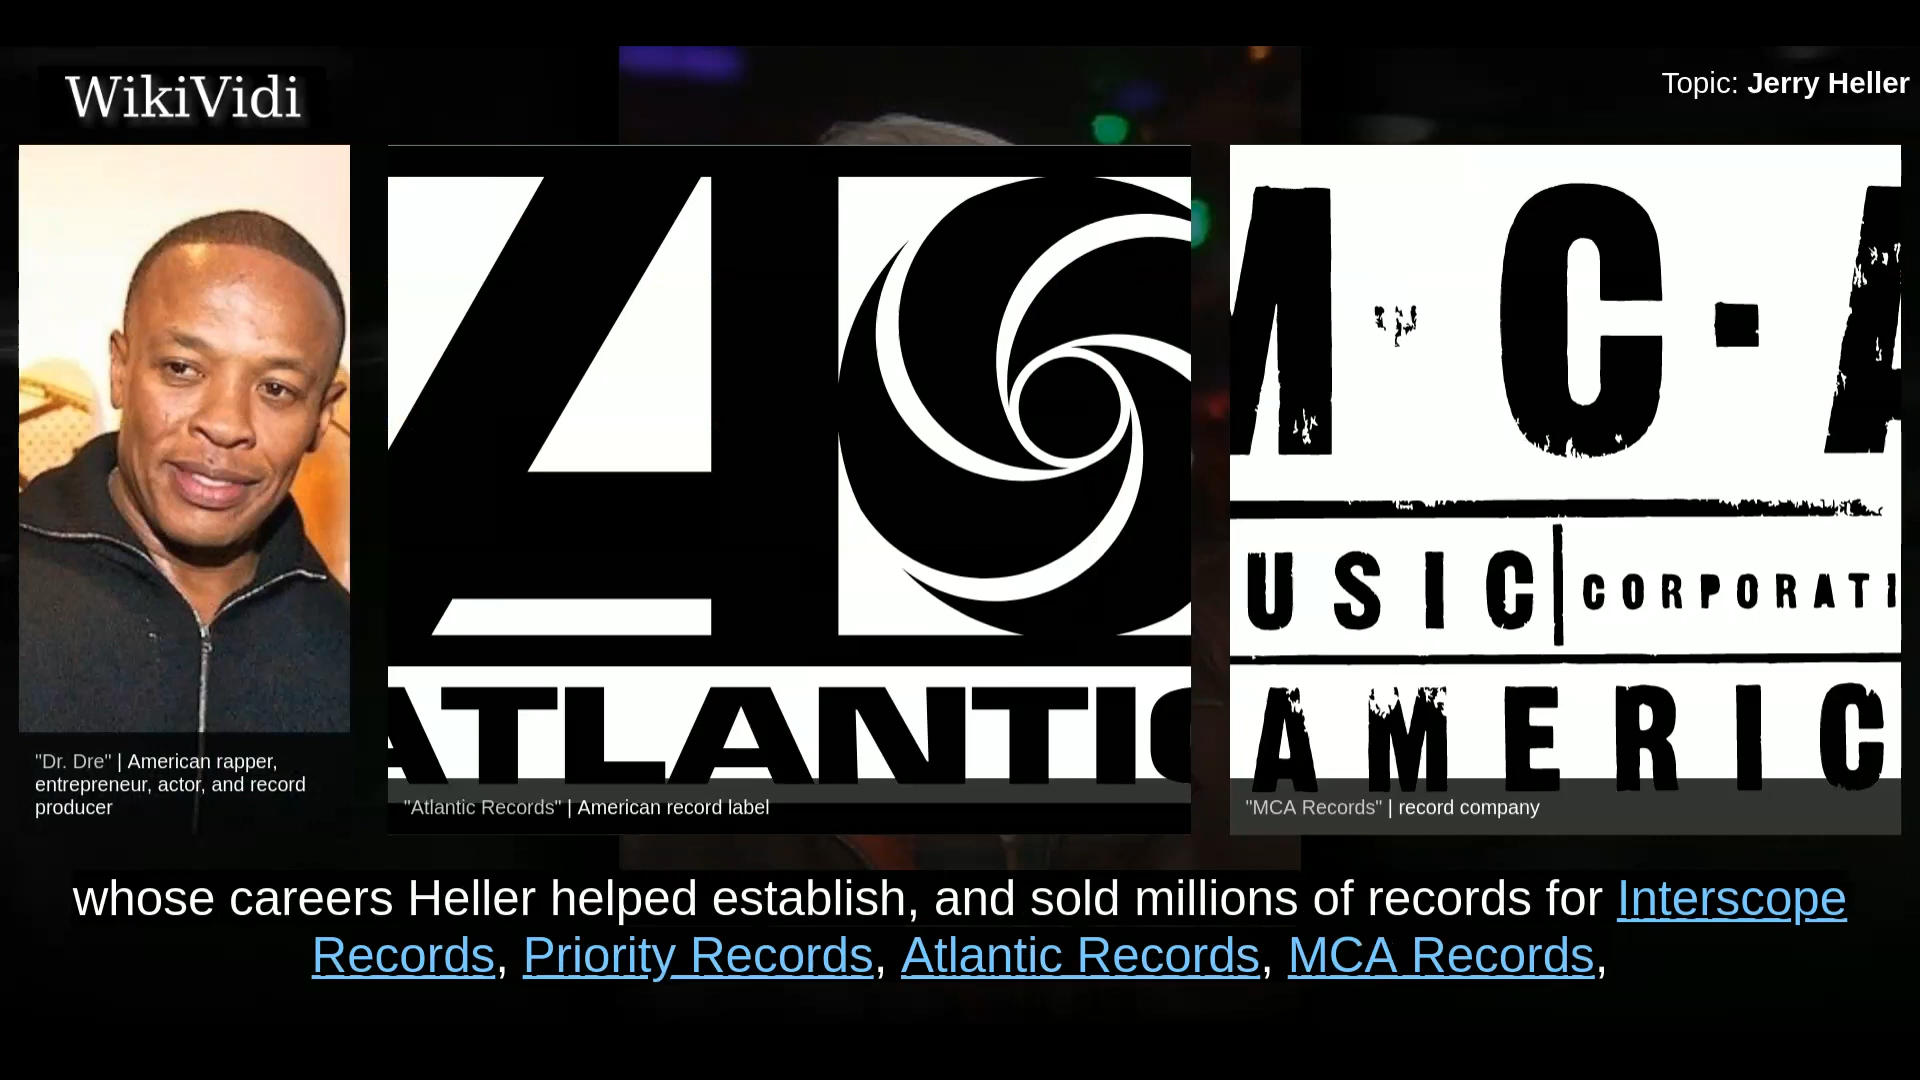 WikiVidi
Topic: Jerry Heller
ATLANTIC
M·C·A
USIC|CORPORATI
AMERIC
"Dr. Dre" | American rapper,
entrepreneur, actor, and record
producer
"Atlantic Records" | American record label
"MCA Records" | record company
whose careers Heller helped establish, and sold millions of records for Interscope
Records, Priority Records, Atlantic Records, MCA Records,